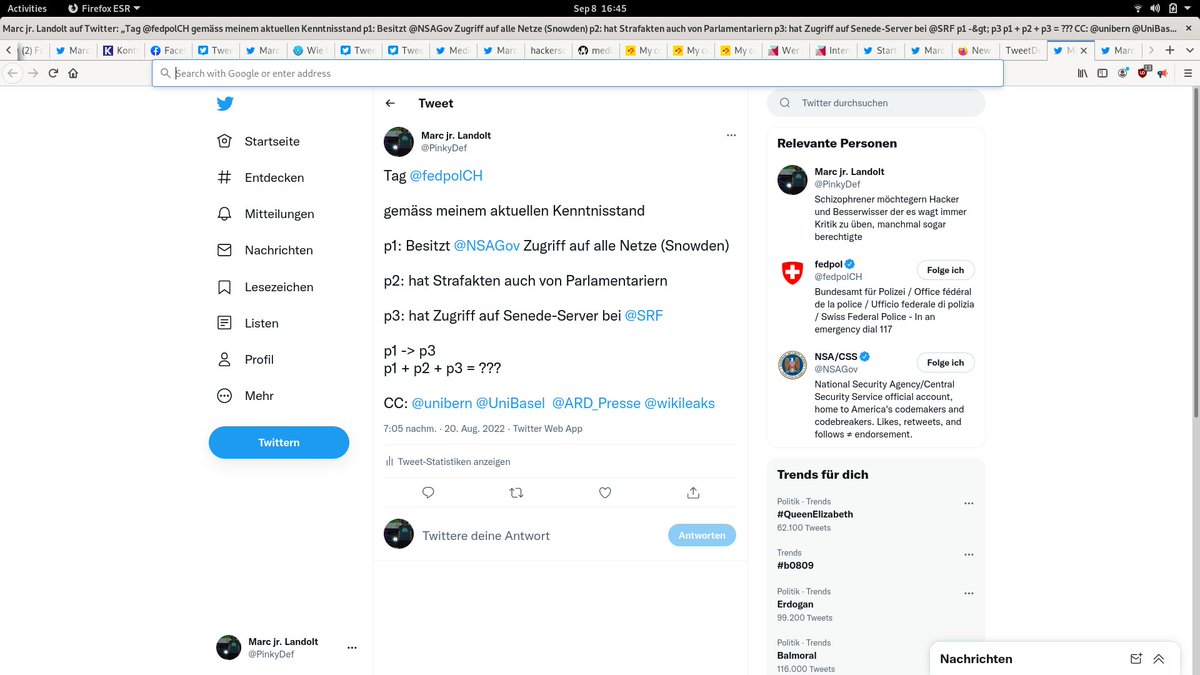 Activities Firefox ESR Sep 8 16:45
Marc jr. Landolt auf Twitter: „Tag @fedpolCH gemäss meinem aktuellen Kenntnisstand p1: Besitzt @NSAGov Zugriff auf alle Netze (Snowden) p2: hat Strafakten auch von Parlamentariern p3: hat Zugriff auf Senede-Server bei @SRF p1 -&gt; p3 p1 + p2 + p3 = ??? CC: @unibern @UniBas...
(2) Marc Kont Face Twee Marc Wie Twee Twee Medi Marc hackers medi My c My c My c Wer Inter Start Marc New TweetD M Marc
Search with Google or enter address
Startseite
Entdecken
Mitteilungen
Nachrichten
Lesezeichen
Listen
Profil
Mehr
Twittern
Marc jr. Landolt
@PinkyDef
Tweet
Marc jr. Landolt
@PinkyDef
Tag @fedpolCH
gemäss meinem aktuellen Kenntnisstand
p1: Besitzt @NSAGov Zugriff auf alle Netze (Snowden)
p2: hat Strafakten auch von Parlamentariern
p3: hat Zugriff auf Senede-Server bei @SRF
p1 -> p3
p1 + p2 + p3 = ???
CC: @unibern @UniBasel @ARD_Presse @wikileaks
7:05 nachm. · 20. Aug. 2022 · Twitter Web App
Tweet-Statistiken anzeigen
Twittere deine Antwort
Antworten
Twitter durchsuchen
Relevante Personen
Marc jr. Landolt
@PinkyDef
Schizophrener möchtegern Hacker
und Besserwisser der es wagt immer
Kritik zu üben, manchmal sogar
berechtigte
fedpol
@fedpolCH
Folge ich
Bundesamt für Polizei / Office fédéral
de la police / Ufficio federale di polizia
/ Swiss Federal Police - In an
emergency dial 117
NSA/CSS
@NSAGov
Folge ich
National Security Agency/Central
Security Service official account,
home to America's codemakers and
codebreakers. Likes, retweets, and
follows ≠ endorsement.
Trends für dich
Politik · Trends
#QueenElizabeth
62.100 Tweets
Trends
#b0809
Politik · Trends
Erdogan
99.200 Tweets
Politik · Trends
Balmoral
116.000 Tweets
Nachrichten